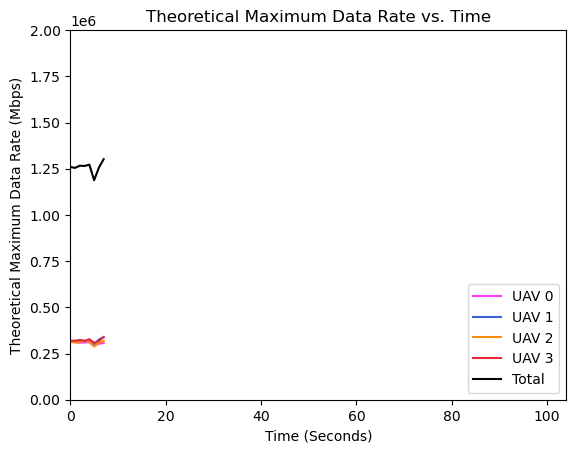 Theoretical Maximum Data Rate vs. Time
1e6
2.00
1.75
1.50
1.25
1.00
0.75
0.50
0.25
0.00
Theoretical Maximum Data Rate (Mbps)
0 20 40 60 80 100
Time (Seconds)
UAV 0
UAV 1
UAV 2
UAV 3
Total